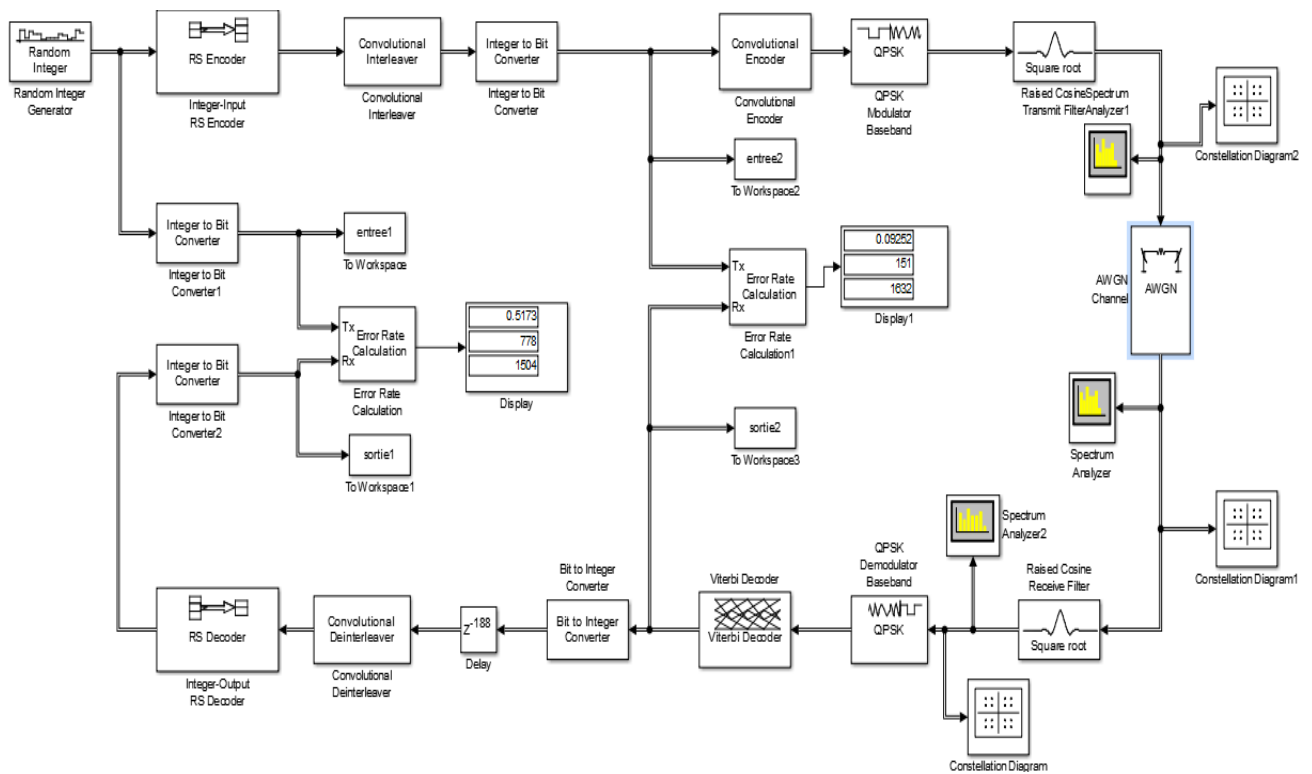 Random
Integer
Random Integer
Generator
RS Encoder
Integer-Input
RS Encoder
Convolutional
Interleaver
Convolutional
Interleaver
Integer to Bit
Converter
Integer to Bit
Converter
Convolutional
Encoder
Convolutional
Encoder
QPSK
QPSK
Modulator
Baseband
Square root
Raised CosineSpectrum
Transmit FilterAnalyzer1
Constellation Diagram2
entree2
To Workspace2
Integer to Bit
Converter
Integer to Bit
Converter1
entree1
To Workspace
Tx
Rx
Error Rate
Calculation
Error Rate
Calculation1
0.09252
151
1632
Display1
AWGN
Channel
AWGN
Integer to Bit
Converter
Integer to Bit
Converter2
Tx
Rx
Error Rate
Calculation
Error Rate
Calculation
0.5173
778
1504
Display
sortie1
To Workspace1
sortie2
To Workspace3
Spectrum
Analyzer
Spectrum
Analyzer2
Constellation Diagram1
RS Decoder
Integer-Output
RS Decoder
Convolutional
Deinterleaver
Convolutional
Deinterleaver
Z-188
Delay
Bit to Integer
Converter
Bit to Integer
Converter
Viterbi Decoder
Viterbi Decoder
QPSK
Demodulator
Baseband
QPSK
Raised Cosine
Receive Filter
Square root
Constellation Diagram